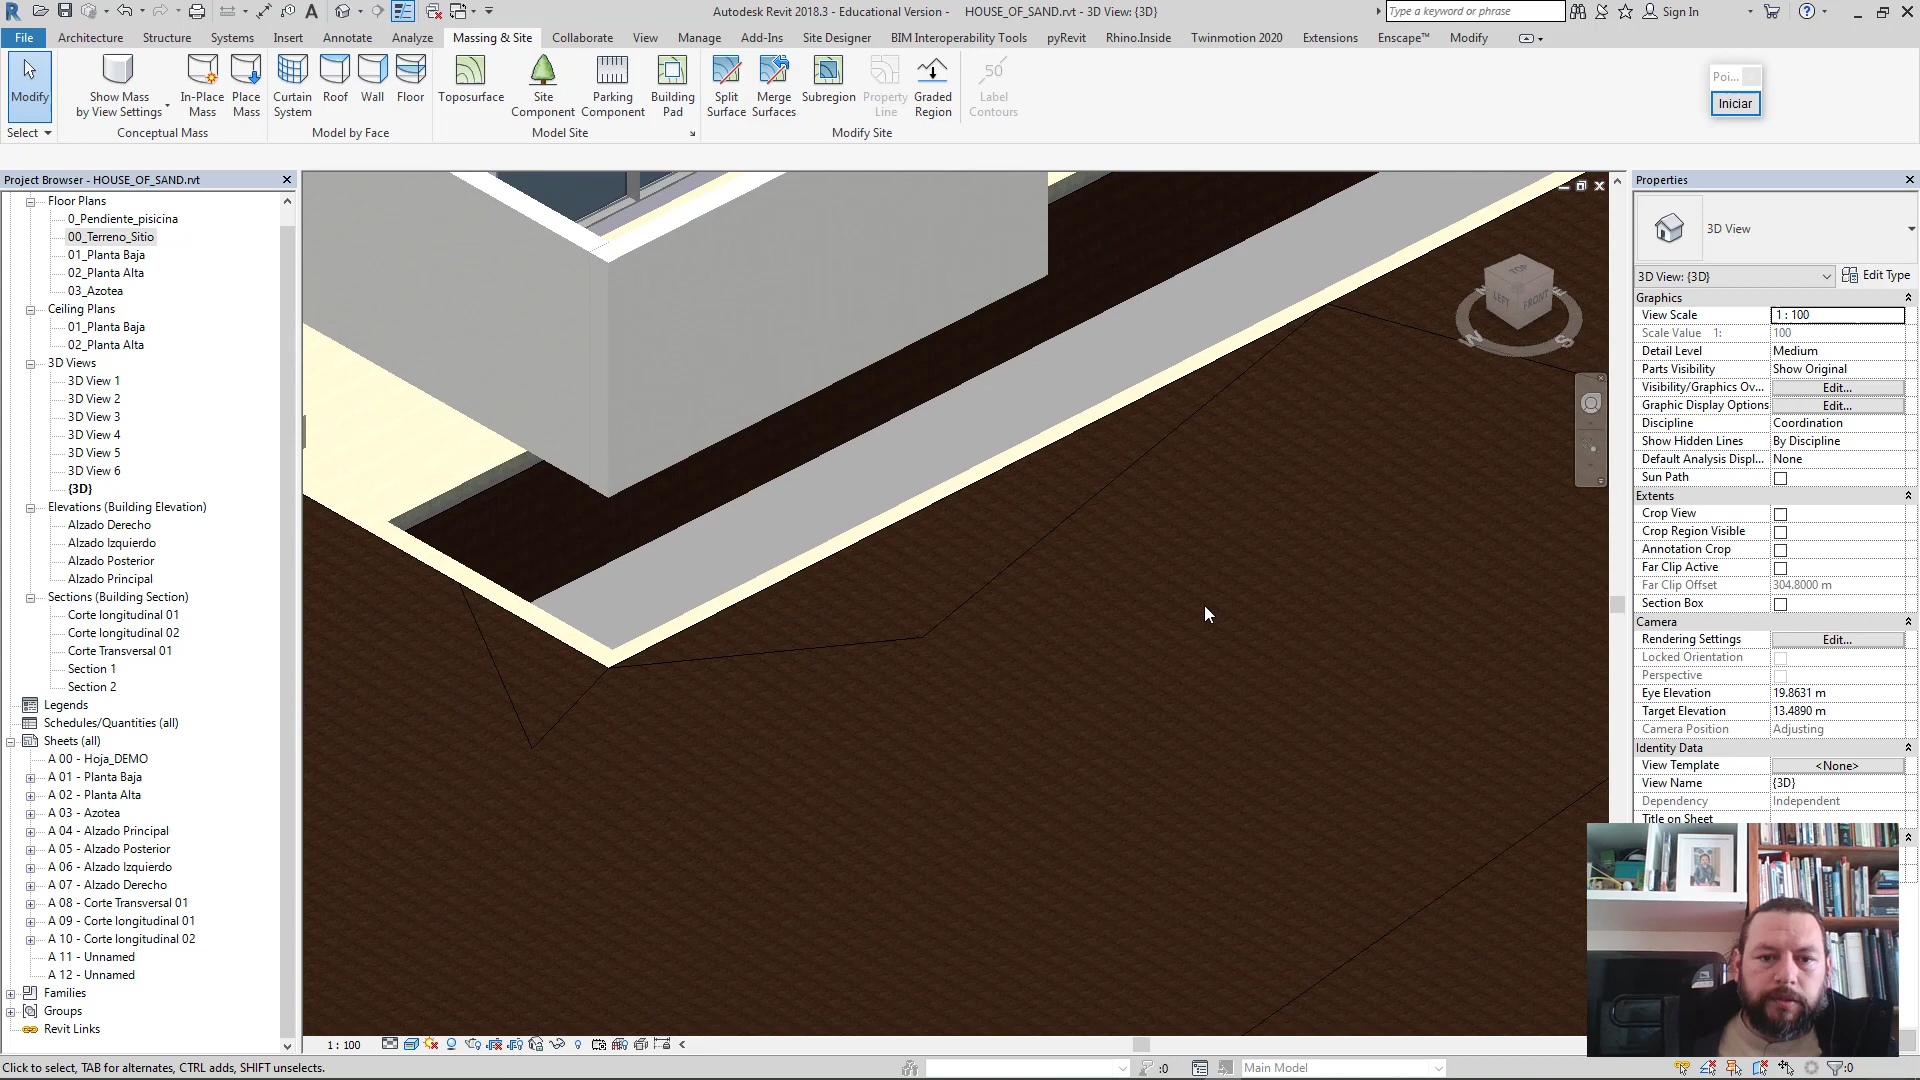 Autodesk Revit 2018.3 - Educational Version - HOUSE_OF_SAND.rvt - 3D View: {3D}
Type a keyword or phrase
Sign In
File Architecture Structure Systems Insert Annotate Analyze Massing & Site Collaborate View Manage Add-Ins Site Designer BIM Interoperability Tools pyRevit Rhino.Inside Twinmotion 2020 Extensions Enscape™ Modify
Modify
Show Mass by View Settings
In-Place Mass
Place Mass
Curtain System
Roof
Wall
Floor
Toposurface
Site Component
Parking Component
Building Pad
Split Surface
Merge Surfaces
Subregion
Property Line
Graded Region
50
Label Contours
Select
Conceptual Mass
Model by Face
Model Site
Modify Site
Poi...
Iniciar
Project Browser - HOUSE_OF_SAND.rvt
Floor Plans
0_Pendiente_pisicina
00_Terreno_Sitio
01_Planta Baja
02_Planta Alta
03_Azotea
Ceiling Plans
01_Planta Baja
02_Planta Alta
3D Views
3D View 1
3D View 2
3D View 3
3D View 4
3D View 5
3D View 6
{3D}
Elevations (Building Elevation)
Alzado Derecho
Alzado Izquierdo
Alzado Posterior
Alzado Principal
Sections (Building Section)
Corte longitudinal 01
Corte longitudinal 02
Corte Transversal 01
Section 1
Section 2
Legends
Schedules/Quantities (all)
Sheets (all)
A 00 - Hoja_DEMO
A 01 - Planta Baja
A 02 - Planta Alta
A 03 - Azotea
A 04 - Alzado Principal
A 05 - Alzado Posterior
A 06 - Alzado Izquierdo
A 07 - Alzado Derecho
A 08 - Corte Transversal 01
A 09 - Corte longitudinal 01
A 10 - Corte longitudinal 02
A 11 - Unnamed
A 12 - Unnamed
Families
Groups
Revit Links
TOP
LEFT
FRONT
W
S
Properties
3D View
3D View: {3D}
Edit Type
Graphics
View Scale 1 : 100
Scale Value 1: 100
Detail Level Medium
Parts Visibility Show Original
Visibility/Graphics Ov... Edit...
Graphic Display Options Edit...
Discipline Coordination
Show Hidden Lines By Discipline
Default Analysis Displ... None
Sun Path
Extents
Crop View
Crop Region Visible
Annotation Crop
Far Clip Active
Far Clip Offset 304.8000 m
Section Box
Camera
Rendering Settings Edit...
Locked Orientation
Perspective
Eye Elevation 19.8631 m
Target Elevation 13.4890 m
Camera Position Adjusting
Identity Data
View Template <None>
View Name {3D}
Dependency Independent
Title on Sheet
1 : 100
Click to select, TAB for alternates, CTRL adds, SHIFT unselects.
:0
Main Model
:0